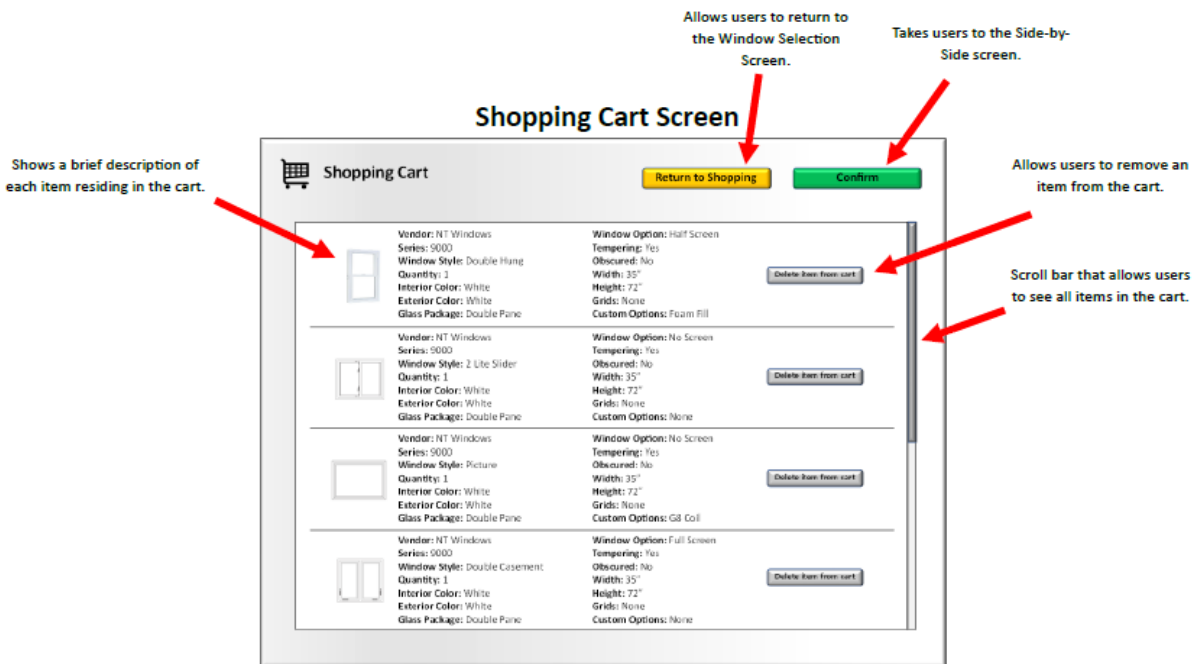 Allows users to return to
the Window Selection
Screen.
Takes users to the Side-by-
Side screen.
Shopping Cart Screen
Shows a brief description of
each item residing in the cart.
Shopping Cart
Return to Shopping
Confirm
Allows users to remove an
item from the cart.
Scroll bar that allows users
to see all items in the cart.
Vendor: NT Windows
Series: 9000
Window Style: Double Hung
Quantity: 1
Interior Color: White
Exterior Color: White
Glass Package: Double Pane
Window Option: Half Screen
Tempering: Yes
Obscured: No
Width: 35"
Height: 72"
Grids: None
Custom Options: Foam Fill
Delete item from cart
Vendor: NT Windows
Series: 9000
Window Style: 2 Lite Slider
Quantity: 1
Interior Color: White
Exterior Color: White
Glass Package: Double Pane
Window Option: No Screen
Tempering: Yes
Obscured: No
Width: 35"
Height: 72"
Grids: None
Custom Options: None
Delete item from cart
Vendor: NT Windows
Series: 9000
Window Style: Picture
Quantity: 1
Interior Color: White
Exterior Color: White
Glass Package: Double Pane
Window Option: No Screen
Tempering: Yes
Obscured: No
Width: 35"
Height: 72"
Grids: None
Custom Options: G8 Coil
Delete item from cart
Vendor: NT Windows
Series: 9000
Window Style: Double Casement
Quantity: 1
Interior Color: White
Exterior Color: White
Glass Package: Double Pane
Window Option: Full Screen
Tempering: Yes
Obscured: No
Width: 35"
Height: 72"
Grids: None
Custom Options: None
Delete item from cart